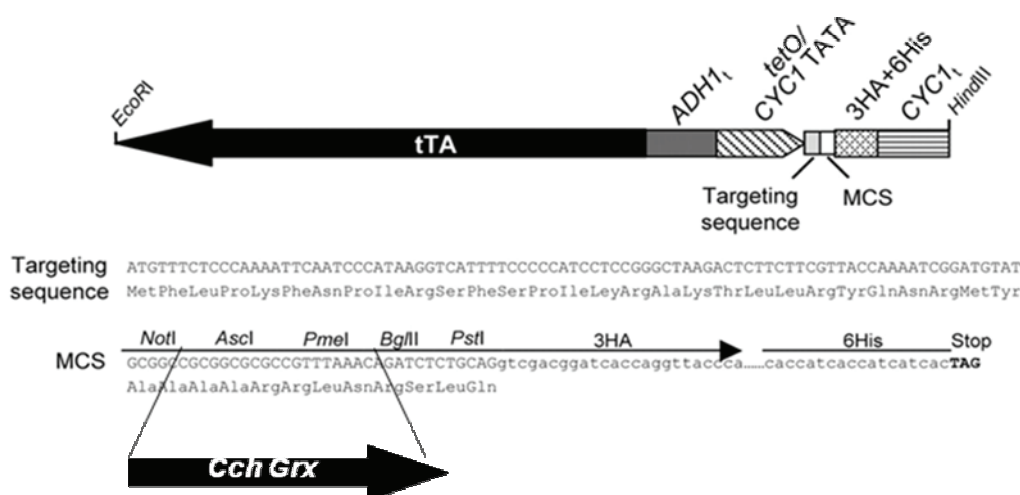 EcoRI
ADH1t
tetO/
CYC1 TATA
3HA+6His
CYC1t
HindIII
tTA
Targeting
sequence
MCS
Targeting ATGTTTCTCCCAAAATTCAATCCCATAAGGTCATTTTCCCCCATCCTCCGGGCTAAGACTCTTCTTCGTTACCAAAATCGGATGTAT
sequence MetPheLeuProLysPheAsnProIleArgSerPheSerProIleLeyArgAlaLysThrLeuLeuArgTyrGlnAsnArgMetTyr
NotI AscI PmeI BglII PstI 3HA 6His Stop
MCS GCGGCCGCGGCGCGCCGTTTAAACAGATCTCTGCAGgtcgacggatcaccaggttaccca......caccatcaccatcatcacTAG
AlaAlaAlaAlaArgArgLeuAsnArgSerLeuGln
Cch Grx